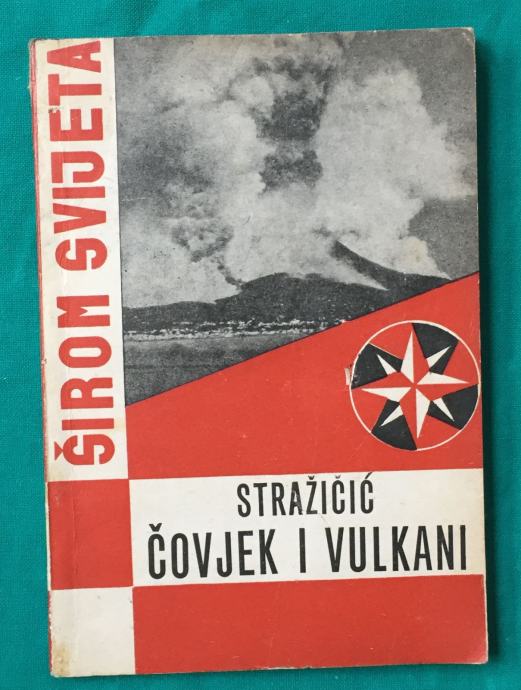 ŠIROM SVIJETA
STRAŽIČIĆ
ČOVJEK I VULKANI